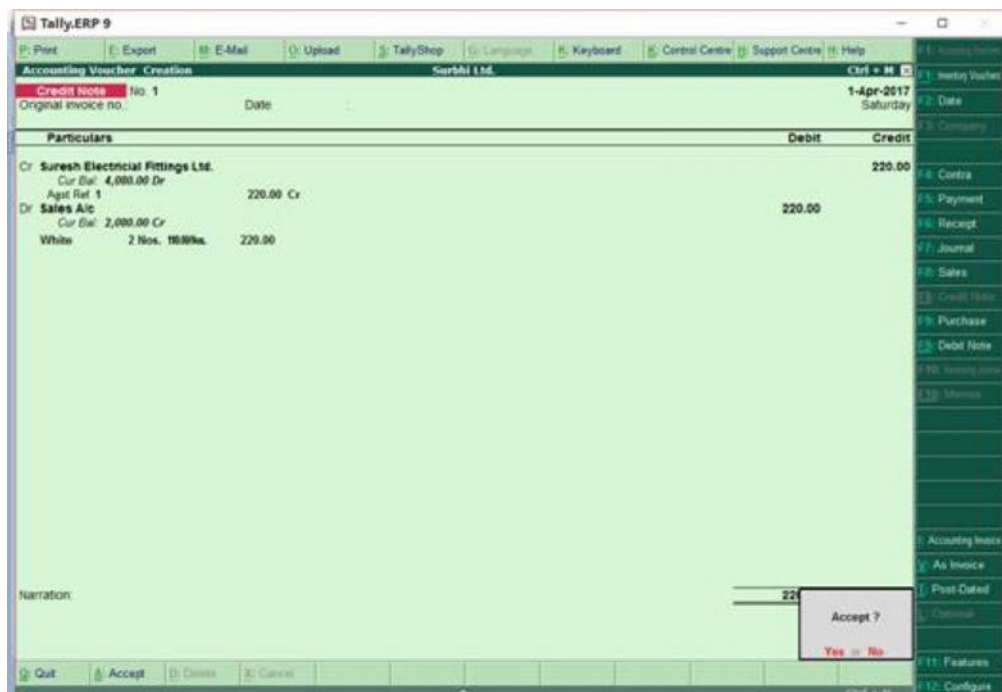 Tally.ERP 9
P: Print E: Export M: E-Mail O: Upload S: TallyShop G: Language K: Keyboard K: Control Centre H: Support Centre H: Help
Accounting Voucher Creation Surbhi Ltd. Ctrl + M
Credit Note No. 1 1-Apr-2017
Original invoice no.: Date : Saturday
Particulars Debit Credit
Cr Suresh Electncial Fittings Ltd. 220.00
Cur Bal: 4,000.00 Dr
Agst Ref 1 220.00 Cr
Dr Sales A/c 220.00
Cur Bal: 2,000.00 Cr
White 2 Nos. 220.00
Narration:
Accept ?
Yes or No
Q: Quit A: Accept D: Delete X: Cancel
F1: Inventory Vouchers
F2: Date
F3: Company
F4: Contra
F5: Payment
F6: Receipt
F7: Journal
F8: Sales
Credit Note
F9: Purchase
F9: Debit Note
F10: Memos
I: Accounting Invoice
V: As Invoice
T: Post-Dated
L: Optional
F11: Features
F12: Configure